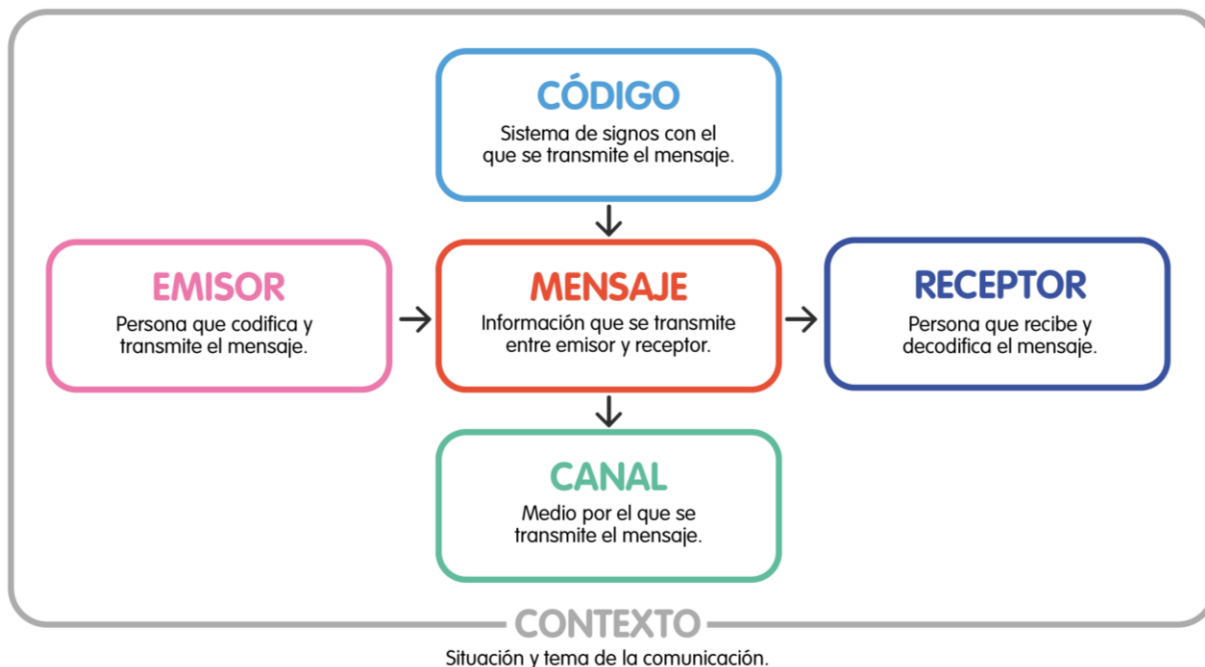 CÓDIGO
Sistema de signos con el
que se transmite el mensaje.
EMISOR
Persona que codifica y
transmite el mensaje.
MENSAJE
Información que se transmite
entre emisor y receptor.
RECEPTOR
Persona que recibe y
decodifica el mensaje.
CANAL
Medio por el que se
transmite el mensaje.
CONTEXTO
Situación y tema de la comunicación.